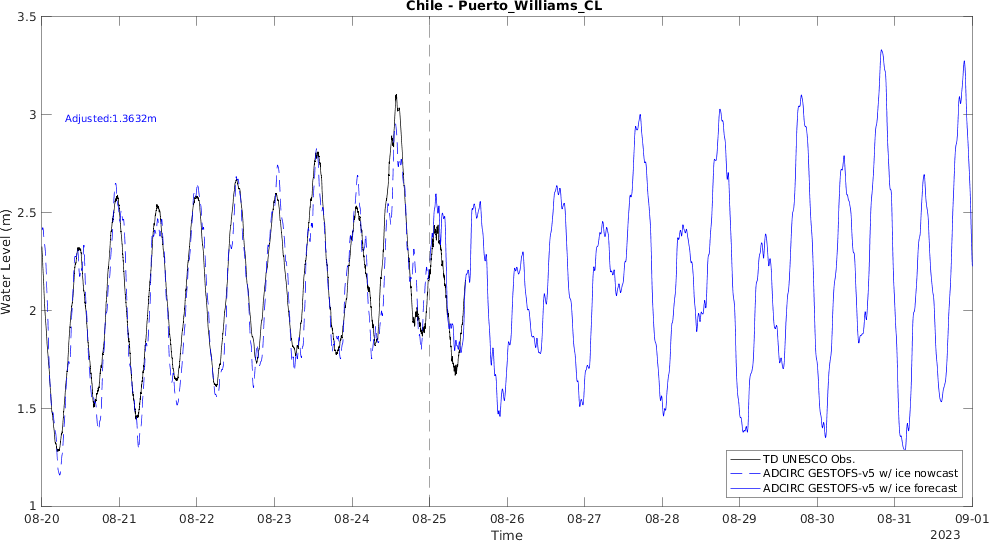 Chile - Puerto_Williams_CL
3.5
3
2.5
2
1.5
1
Water Level (m)
Adjusted:1.3632m
TD UNESCO Obs.
ADCIRC GESTOFS-v5 w/ ice nowcast
ADCIRC GESTOFS-v5 w/ ice forecast
08-20 08-21 08-22 08-23 08-24 08-25 08-26 08-27 08-28 08-29 08-30 08-31 09-01
Time
2023